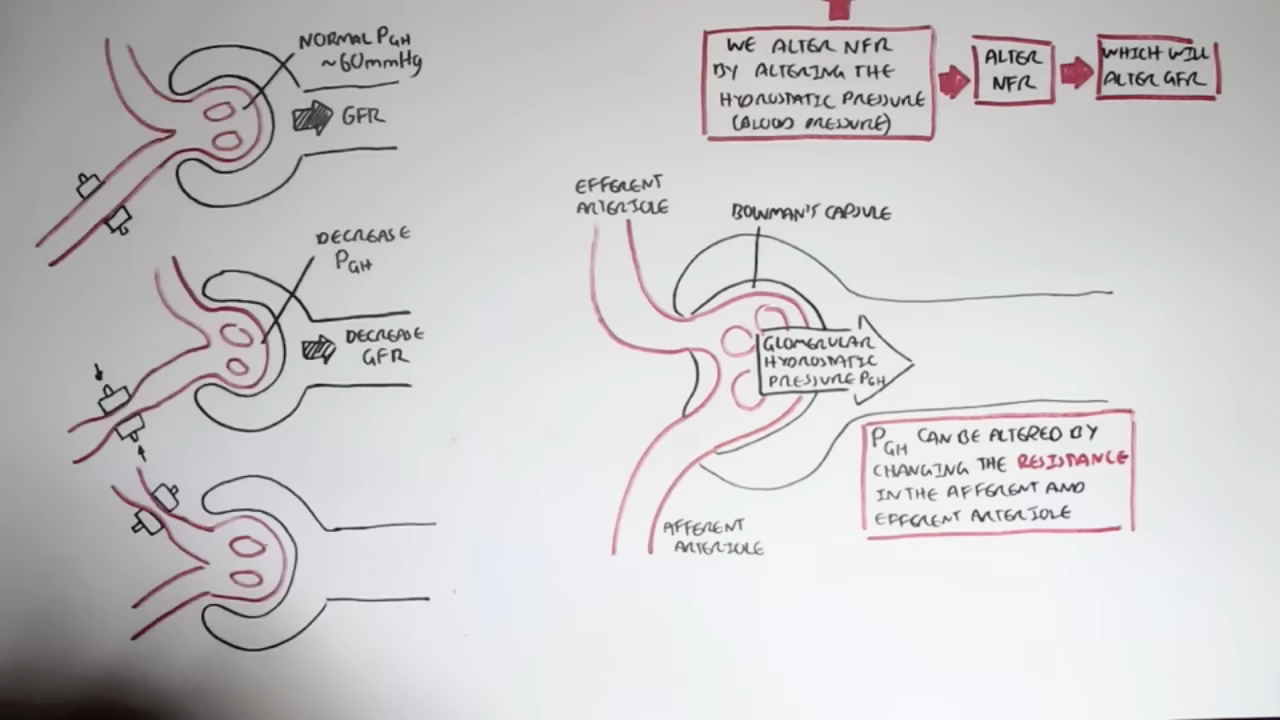 NORMAL PGH
~60mmHg
GFR
DECREASE
PGH
DECREASE
GFR
WE ALTER NFR
BY ALTERING THE
HYDROSTATIC PRESSURE
(BLOOD PRESSURE)
ALTER
NFR
WHICH WILL
ALTER GFR
EFFERENT
ARTERIOLE
BOWMAN'S CAPSULE
GLOMERULAR
HYDROSTATIC
PRESSURE PGH
PGH CAN BE ALTERED BY
CHANGING THE RESISTANCE
IN THE AFFERENT AND
EFFERENT ARTERIOLE
AFFERENT
ARTERIOLE